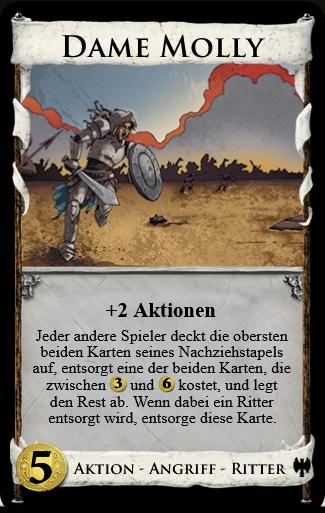 DAME MOLLY
+2 Aktionen
Jeder andere Spieler deckt die obersten
beiden Karten seines Nachziehstapels
auf, entsorgt eine der beiden Karten, die
zwischen 3 und 6 kostet, und legt
den Rest ab. Wenn dabei ein Ritter
entsorgt wird, entsorge diese Karte.
5 AKTION - ANGRIFF - RITTER